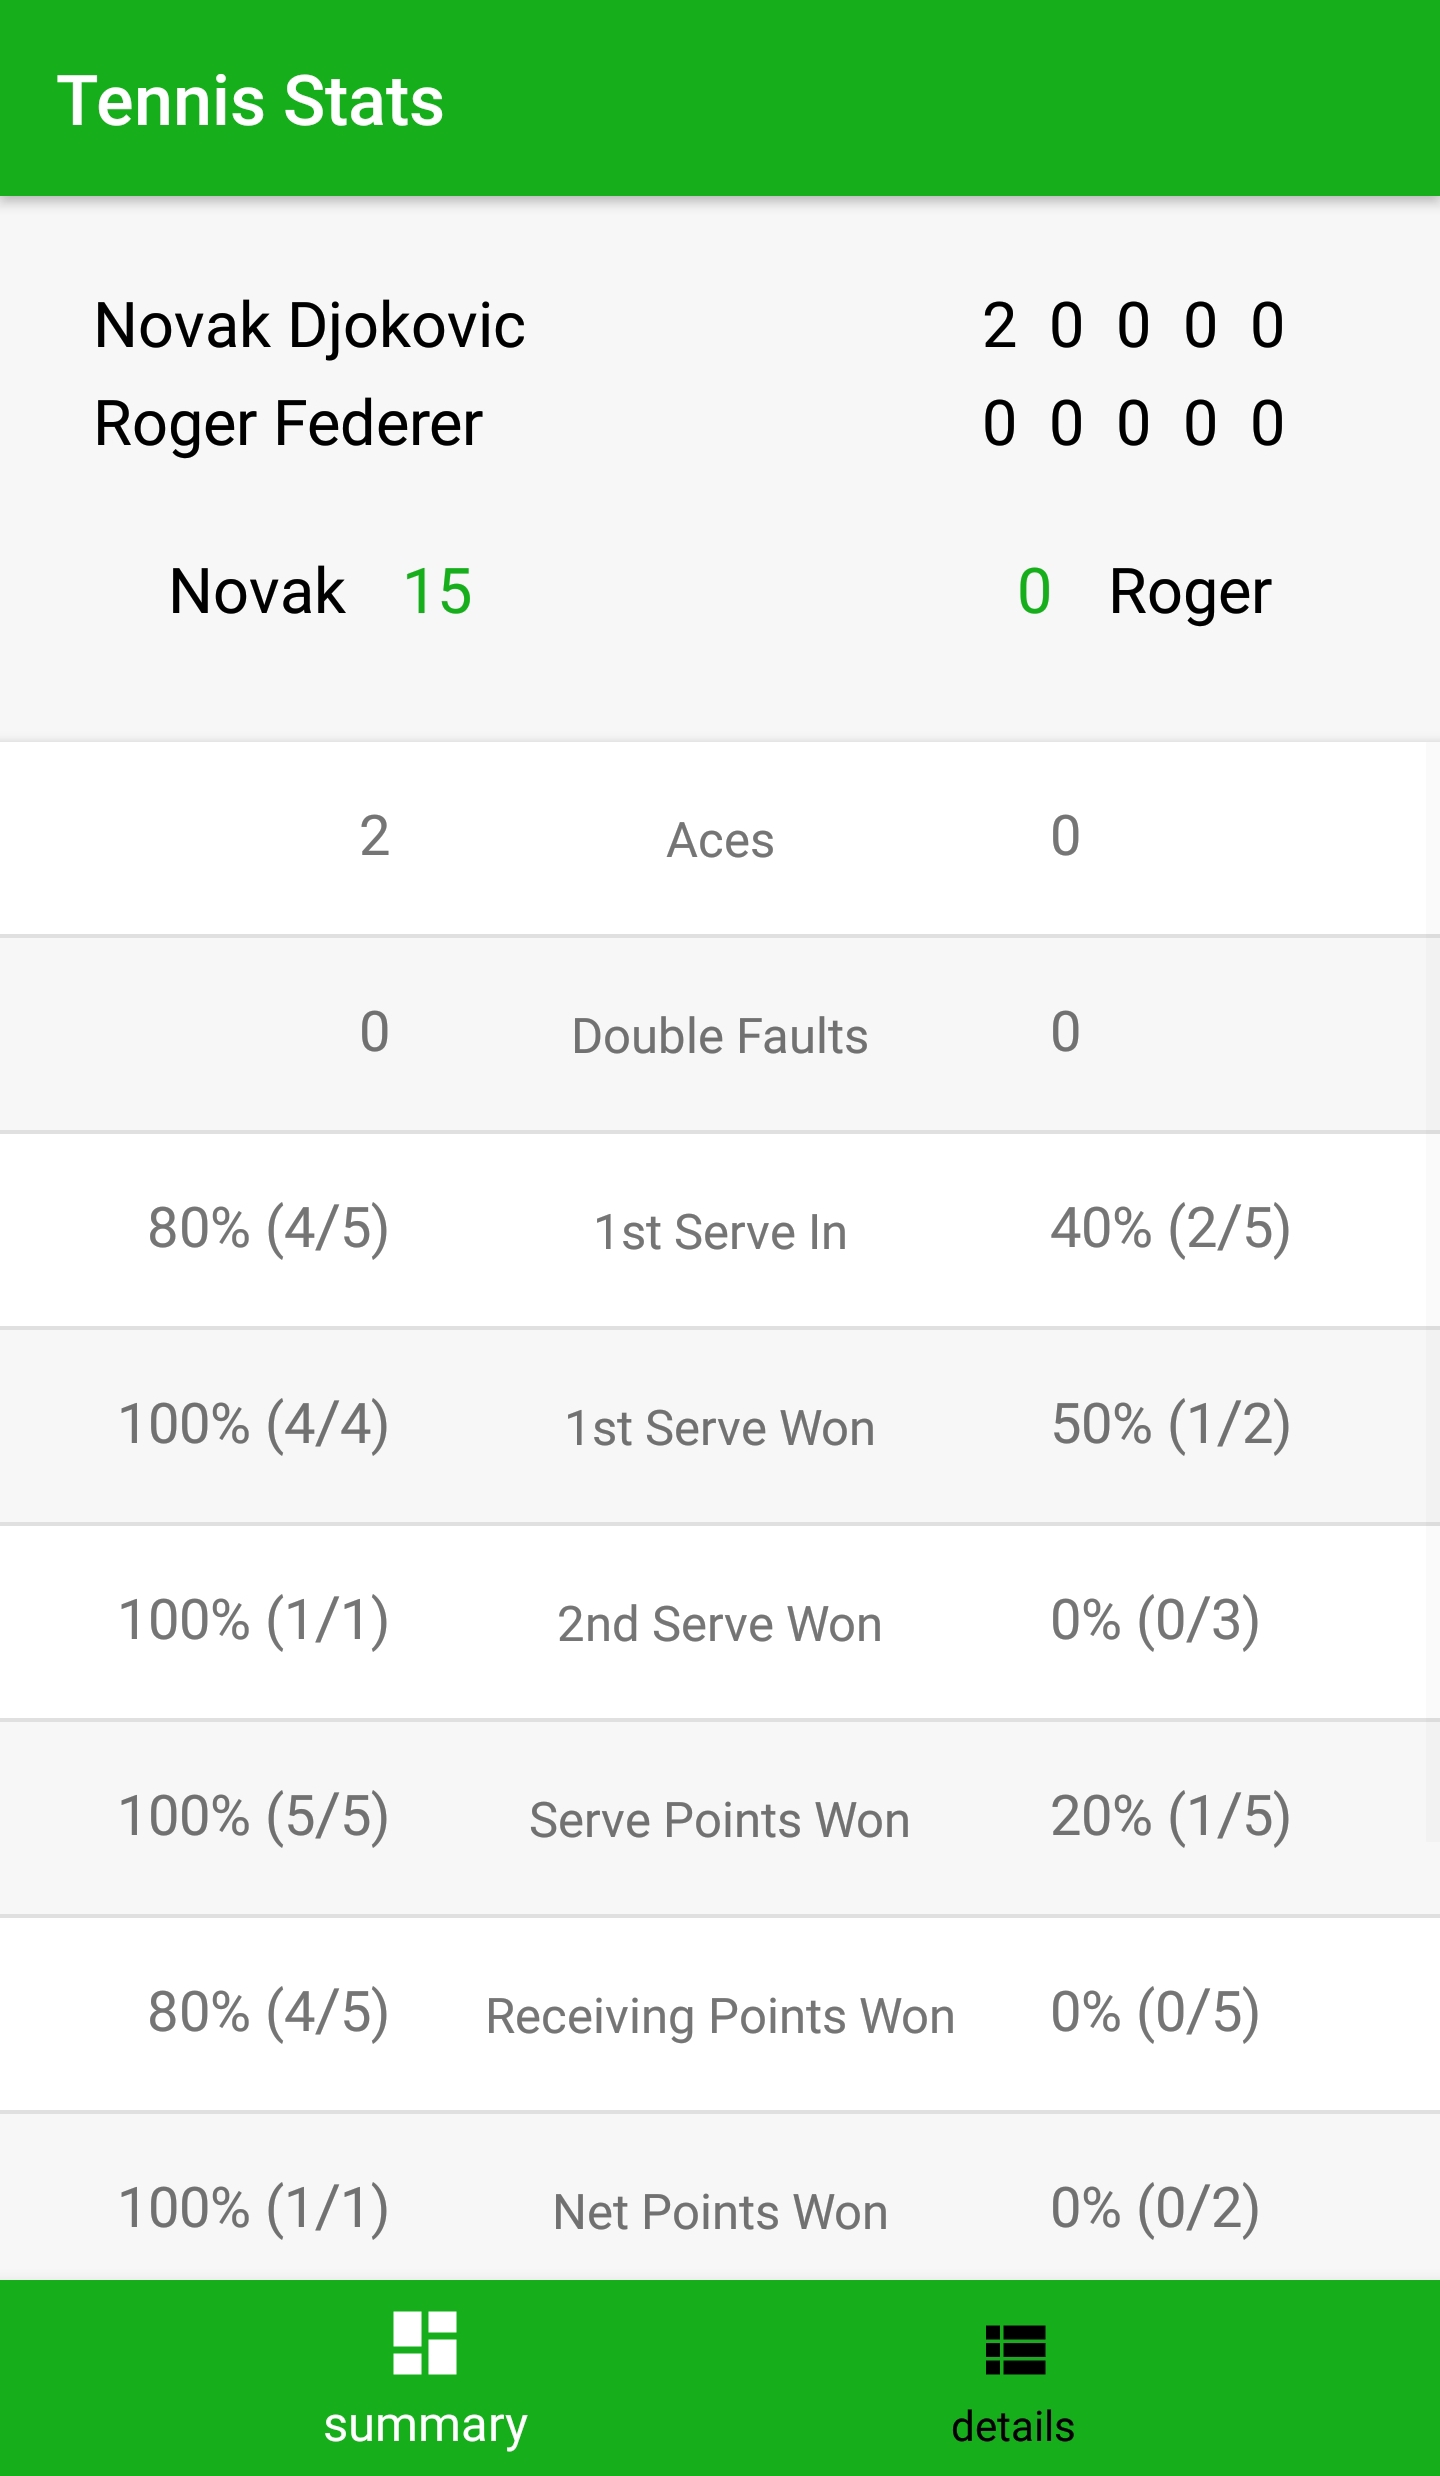 Tennis Stats
Novak Djokovic 2 0 0 0 0
Roger Federer 0 0 0 0 0
Novak 15 0 Roger
2 Aces 0
0 Double Faults 0
80% (4/5) 1st Serve In 40% (2/5)
100% (4/4) 1st Serve Won 50% (1/2)
100% (1/1) 2nd Serve Won 0% (0/3)
100% (5/5) Serve Points Won 20% (1/5)
80% (4/5) Receiving Points Won 0% (0/5)
100% (1/1) Net Points Won 0% (0/2)
summary details